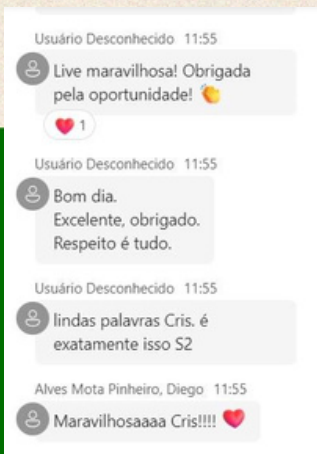 Usuário Desconhecido 11:55
Live maravilhosa! Obrigada
pela oportunidade! 👏
❤️ 1
Usuário Desconhecido 11:55
Bom dia.
Excelente, obrigado.
Respeito é tudo.
Usuário Desconhecido 11:55
lindas palavras Cris. é
exatamente isso S2
Alves Mota Pinheiro, Diego 11:55
Maravilhosaaaa Cris!!!! ❤️